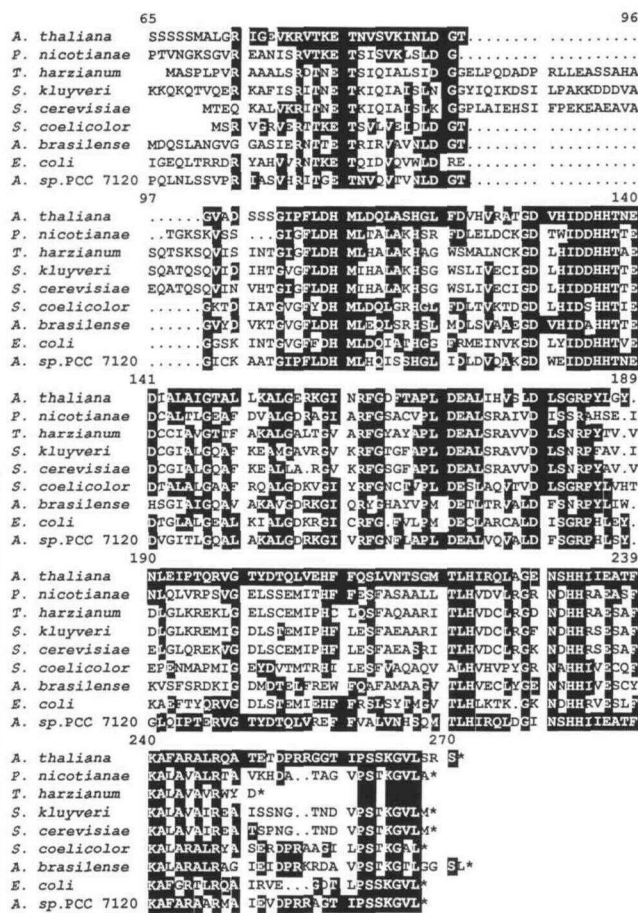 65 96
A. thaliana SSSSSMALGR IGEVKRVTKE TNVSVKINLD GT........ ..........
P. nicotianae PTVNGKSGVR EANISRVTKE TSISVKLSLD GT........ ..........
T. harzianum MASPLPVR AAALSRDTNE TSIQIALSID GGELPQDADP RLLEASSAHA
S. kluyveri KKQKQTVQER KAFISRITNE TKIQIAISLN GGYIQIKDSI LPAKKDDDVA
S. cerevisiae MTEQ KALVKRITNE TKIQIAISLK GGPLAIEHSI FPEKEAEAVA
S. coelicolor MSR VGRVERTTKE TSVLVEIDLD GT........ ..........
A. brasilense MDQSLANGVG GASIERNTTE TRIRVAVNLD GT........ ..........
E. coli IGEQLTRRDR YAHVVRNTKE TQIDVQVWLD RE........ ..........
A. sp.PCC 7120 PQLNLSSVPR IASVHRITGE TNVQVTVNLD GT........ ..........
97 140
A. thaliana ......GVAD SSSGIPFLDH MLDQLASHGL FDVHVRATGD VHIDDHHTNE
P. nicotianae ..TGKSKVSS ...GIGFLDH MLTALAKHSR FDLELDCKGD TWIDDHHTTE
T. harzianum SQTSKSQVIS INTGIGFLDH MLHALAKHAG WSMALNCKGD LHIDDHHTAE
S. kluyveri SQATQSQVID IHTGVGFLDH MIHALAKHSG WSLIVECIGD LHIDDHHTTE
S. cerevisiae EQATQSQVIN VHTGIGFLDH MIHALAKHSG WSLIVECIGD LHIDDHHTTE
S. coelicolor ......GKTD IATGVGFYDH MLDQLGRHGL FDLTVKTDGD LHIDSHHTIE
A. brasilense ......GVYD VKTGVGFLDH MLEQLSRHSL MDLSVAAEGD VHIDAHHTTE
E. coli ......GGSK INTGVGFFDH MLDQIATHGG FRMEINVKGD LYIDDHHTVE
A. sp.PCC 7120 ......GICK AATGIPFLDH MLHQISSHGL IDLDVQAKGD WEIDDHHTNE
141 189
A. thaliana DIALAIGTAL LKALGERKGI NRFGDFTAPL DEALIHVSLD LSGRPYLGY.
P. nicotianae DCALTLGEAF DVALGDRAGI ARFGSACVPL DEALSRAIVD ISSRAHSE.I
T. harzianum DCCIAVGTTF AKALGALTGV ARFGYAYAPL DEALSRAVVD LSNRPYTV.V
S. kluyveri DCGIALGQAF KEAMGAVRGV KRFGTGFAPL DEALSRAVVD LSNRPFAV.I
S. cerevisiae DCGIALGQAF KEALLA.RGV KRFGSGFAPL DEALSRAVVD LSNRPYAV.V
S. coelicolor DTALALGAAF RQALGDKVGI YRFGNCTVPL DESLAQVTVD LSGRPYLVHT
A. brasilense HSGIAIGQAV AKAVGDRKGI QRYGHAYVPM DETLTRVALD FSNRPYLIW.
E. coli DTGLALGEAL KIALGDKRGI CRFG.FVLPM DECLARCALD ISGRPHLEY.
A. sp.PCC 7120 DVGITLGQAL AKALGDRKGI VRFGNFLAPL DEALVQVALD FSGRPHLSY.
190 239
A. thaliana NLEIPTQRVG TYDTQLVEHF FQSLVNTSGM TLHIRQLAGE NSHHIIEATF
P. nicotianae NLQLVRPSVG ELSSEMITHF FESFASAALL TLHVDVLRGR NDHHRAEASF
T. harzianum DLGLKREKLG ELSCEMIPHC LQSFAQAARI TLHVDCLRGD NDHHRAESAF
S. kluyveri DLGLKREMIG DLSTEMIPHF LESFAEAARI TLHVDCLRGF NDHHRSESAF
S. cerevisiae ELGLQREKVG DLSCEMIPHF LESFAEASRI TLHVDCLRGK NDHHRSESAF
S. coelicolor EPENMAPMIG EYDVTMTRHI LESFVAQAQV ALHVHVPYGR NAHHIVECQF
A. brasilense KVSFSRDKIG DMDTELFREW FQAFAMAAGV TLHVECLYGE NNHHIVESCY
E. coli KAEFTYQRVG DLSTEMIEHF FRSLSYTMGV TLHLKTK.GK NDHHRVESLF
A. sp.PCC 7120 GLQIPTERVG TYDTQLVREF FVALVNHSQM TLHIRQLDGI NSHHIIEATF
240 270
A. thaliana KAFARALRQA TETDPRRGGT IPSSKGVLSR S*
P. nicotianae KALAVALRTA VKHDA..TAG VPSTKGVLA*
T. harzianum KALAVAVRWY D*
S. kluyveri KALAVAIREA ISSNG..TND VPSTKGVLM*
S. cerevisiae KALAVAIREA TSPNG..TND VPSTKGVLM*
S. coelicolor KALARALRYA SERDPRAAGI LPSTKGAL*
A. brasilense KALARALRAG IEIDPRKRDA VPSTKGTLGG SL*
E. coli KAFGRTLRQA IRVE...GDT LPSSKGVL*
A. sp.PCC 7120 KAFARAARMA IEVDPRRAGT IPSSKGVL*